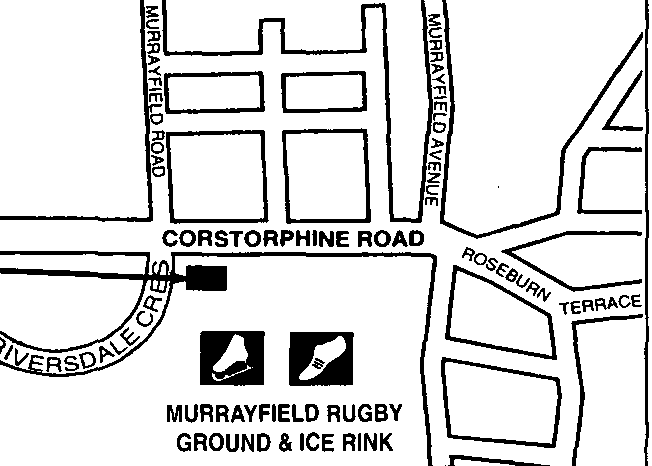 MURRAYFIELD ROAD
MURRAYFIELD AVENUE
CORSTORPHINE ROAD
ROSEBURN TERRACE
RIVERSDALE CRES
MURRAYFIELD RUGBY
GROUND & ICE RINK